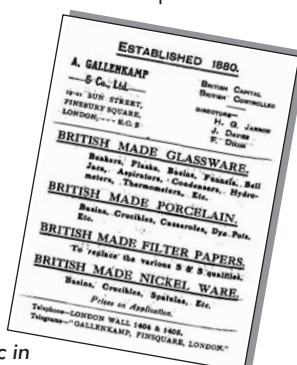 ESTABLISHED 1880.
A. GALLENKAMP
& Co., Ltd.
19-21 SUN STREET,
FINSBURY SQUARE,
LONDON, - - - E.C. 2
BRITISH CAPITAL
BRITISH CONTROLLED
DIRECTORS—
H. G.
J. DAVIES
F. DIXON
BRITISH MADE GLASSWARE.
Beakers, Flasks, Basins, Funnels, Bell
Jars, Aspirators, Condensers, Hydro-
meters, Thermometers, Etc.
BRITISH MADE PORCELAIN.
Basins, Crucibles, Casseroles, Dye Pots,
Etc.
BRITISH MADE FILTER PAPERS.
To replace the various S & S qualities.
BRITISH MADE NICKEL WARE.
Basins, Crucibles, Spatulas, Etc.
Prices on Application.
Telephone—LONDON WALL 1404 & 1405.
Telegrams—"GALLENKAMP, FINSQUARE, LONDON."
c in